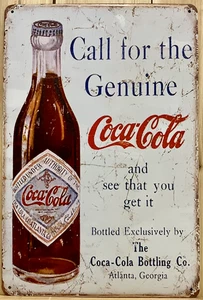 Call for the
Genuine
Coca-Cola
and
see that you
get it
Bottled Exclusively by
The
Coca-Cola Bottling Co.
Atlanta, Georgia
Coca-Cola